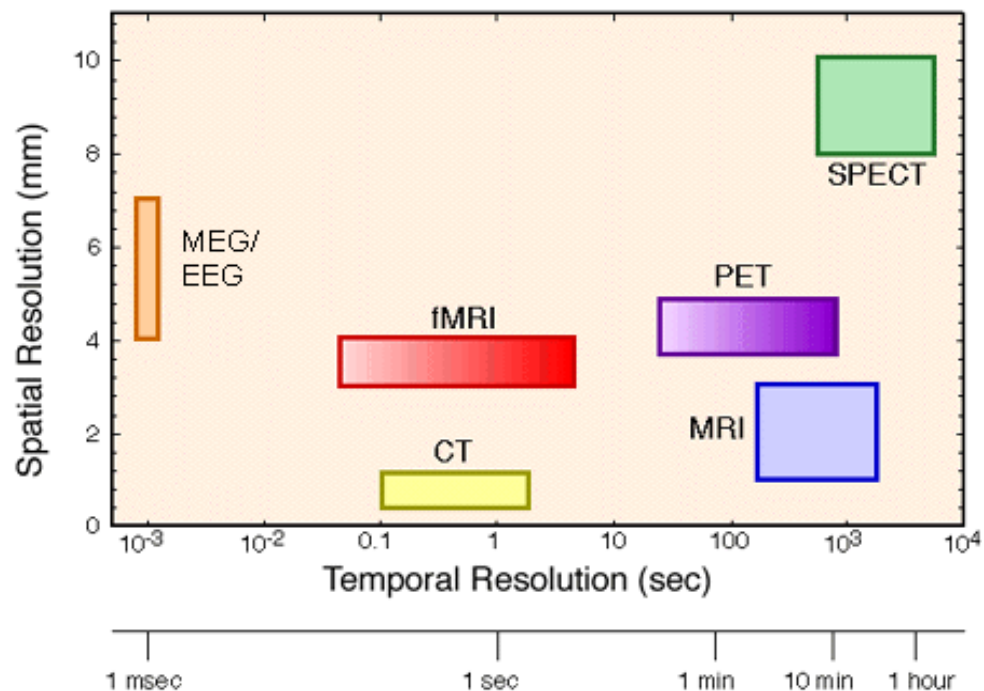 10
8
6
4
2
0
Spatial Resolution (mm)
SPECT
MEG/
EEG
PET
fMRI
MRI
CT
10-3
10-2
0.1
1
10
100
103
104
Temporal Resolution (sec)
1 msec
1 sec
1 min
10 min
1 hour